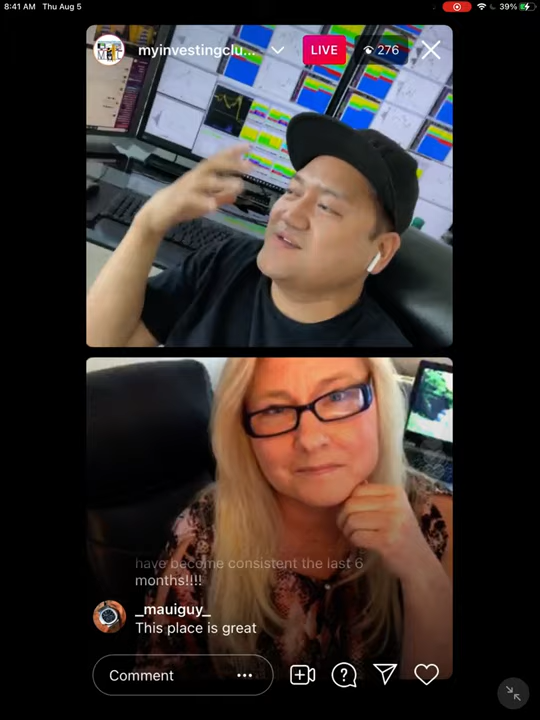 8:41 AM Thu Aug 5
39%
myinvestingclu...
LIVE
276
have become consistent the last 6
months!!!!
_mauiguy_
This place is great
Comment